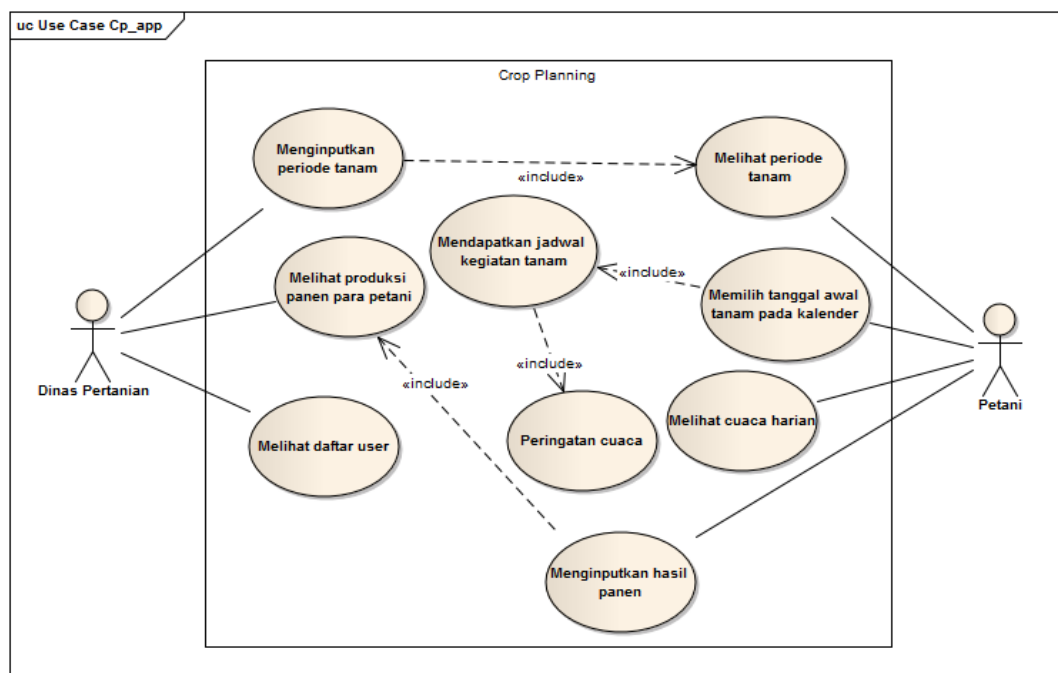 uc Use Case Cp_app
Crop Planning
Menginputkan
periode tanam
Melihat periode
tanam
«include»
Mendapatkan jadwal
kegiatan tanam
«include»
Melihat produksi
panen para petani
Memilih tanggal awal
tanam pada kalender
«include»
«include»
Dinas Pertanian
Petani
Melihat daftar user
Peringatan cuaca
Melihat cuaca harian
Menginputkan hasil
panen